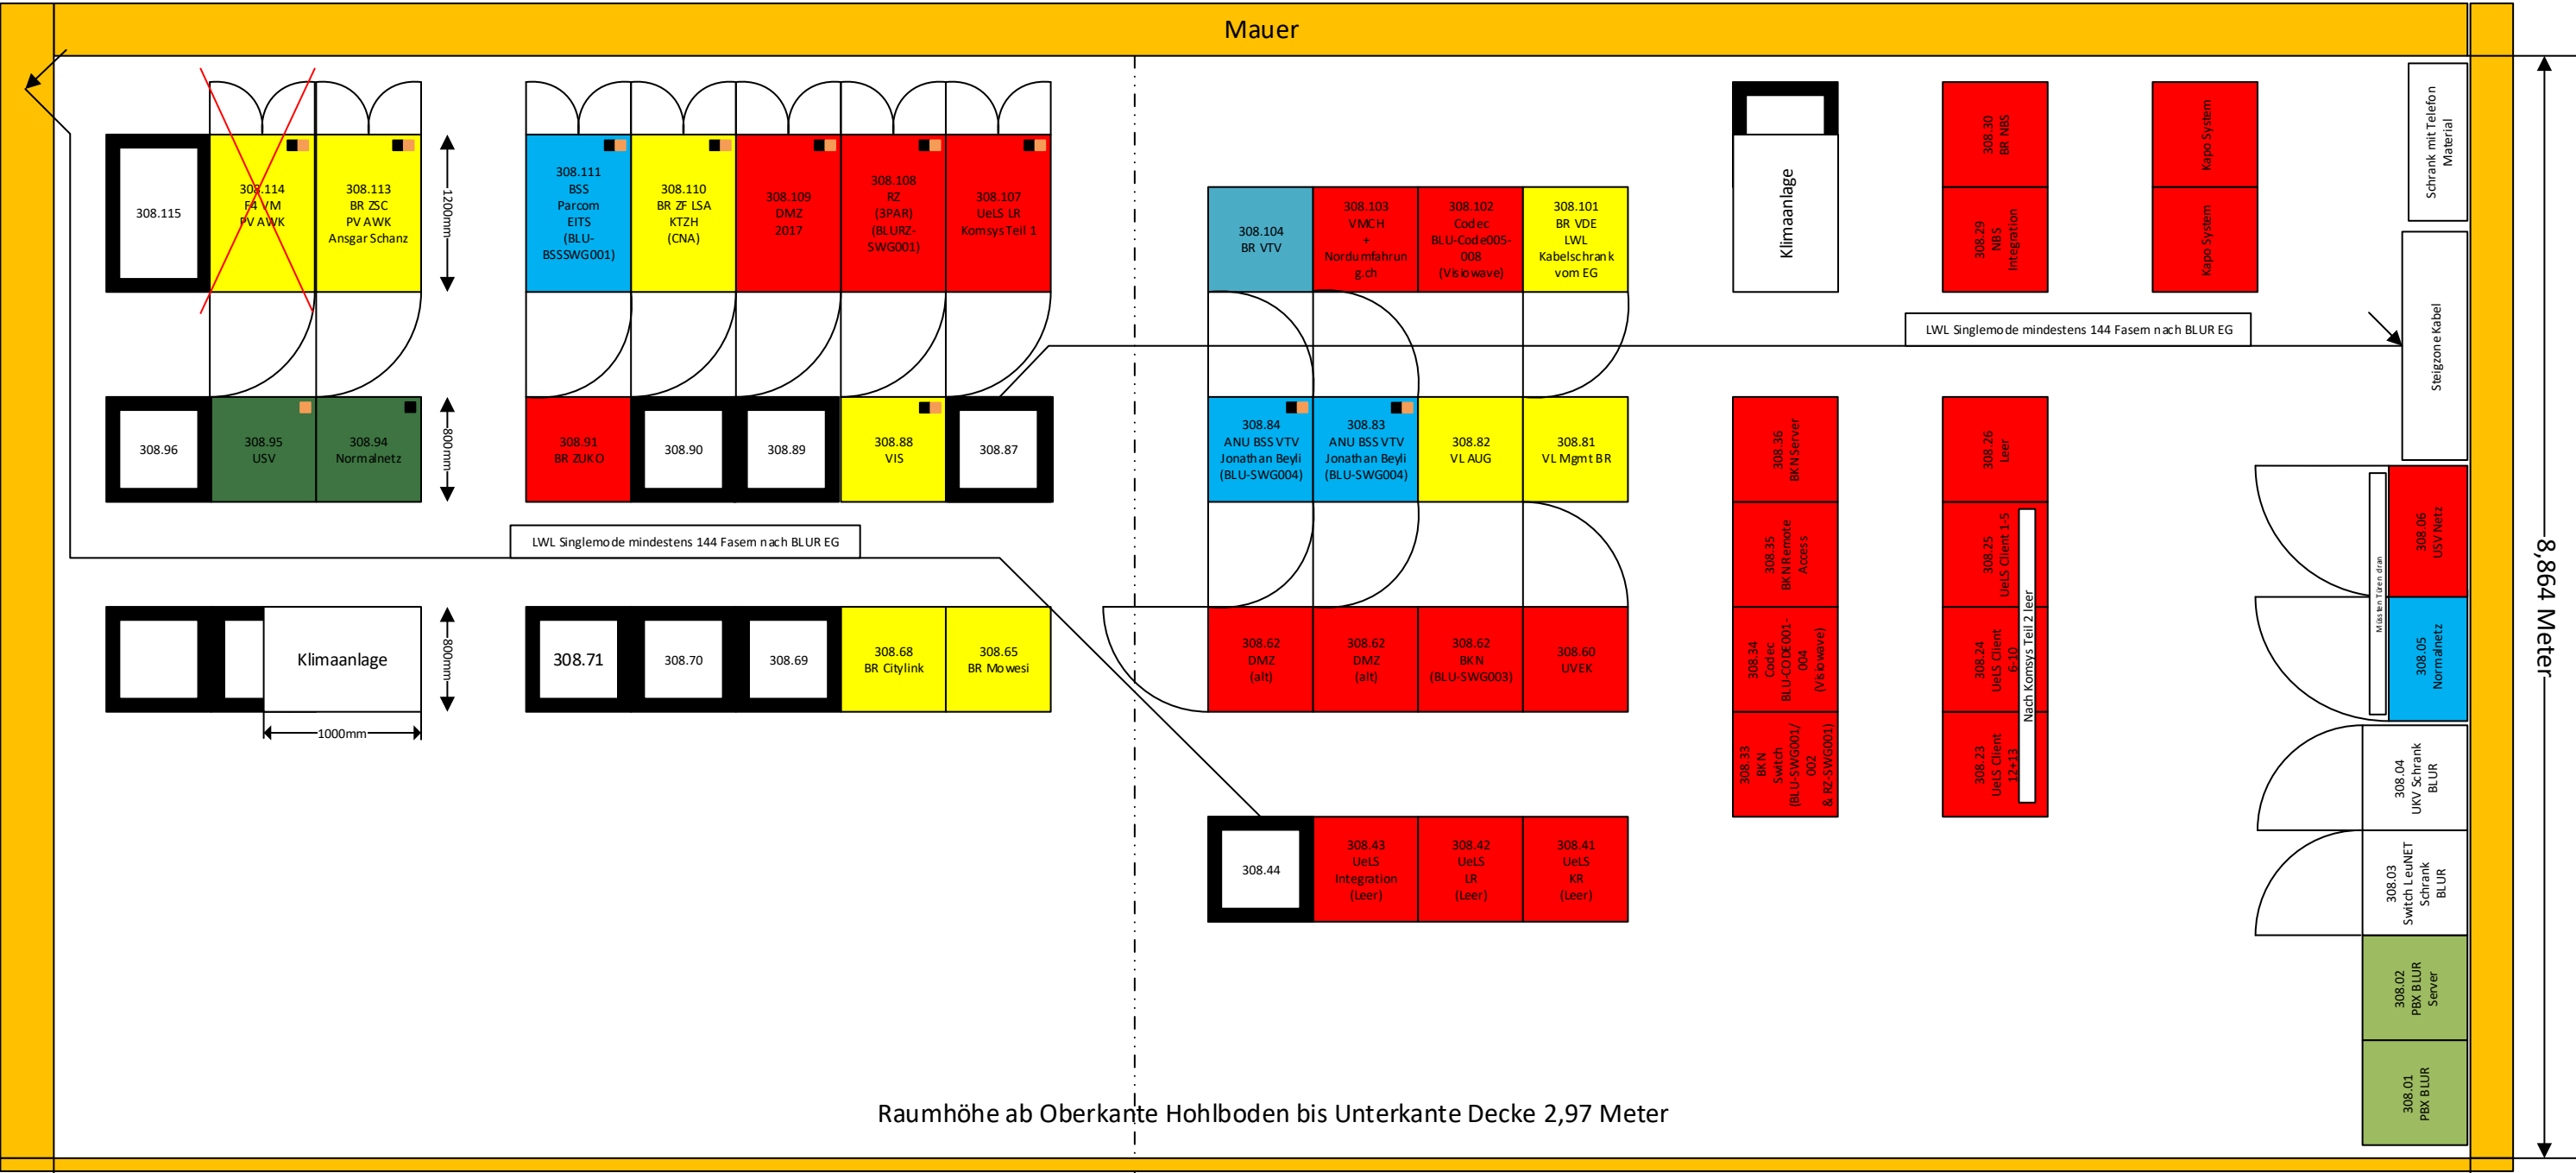 Mauer
308.115
308.114
F4 VM
PV AWK
308.113
BR ZSC
PV AWK
Ansgar Schanz
1200mm
308.111
BSS
Parcom
EITS
(BLU-
BSSSWG001)
308.110
BR ZF LSA
KTZH
(CNA)
308.109
DMZ
2017
308.108
RZ
(3PAR)
(BLURZ-
SWG001)
308.107
UeLS LR
Komsys Teil 1
308.104
BR VTV
308.103
VMCH
+
Nordumfahrun
g.ch
308.102
Codec
BLU-Code005-
008
(Visiowave)
308.101
BR VDE
LWL
Kabelschrank
vom EG
Klimaanlage
308.30
BR NBS
308.29
NBS
Integration
Kapo System
Kapo System
Schrank mit Telefon
Material
Steigzone Kabel
LWL Singlemode mindestens 144 Fasern nach BLUR EG
308.96
308.95
USV
308.94
Normalnetz
800mm
308.91
BR ZUKO
308.90
308.89
308.88
VIS
308.87
308.84
ANU BSS VTV
Jonathan Beyli
(BLU-SWG004)
308.83
ANU BSS VTV
Jonathan Beyli
(BLU-SWG004)
308.82
VL AUG
308.81
VL Mgmt BR
308.36
BKN Server
308.35
BKN Remote
Access
308.34
Codec
BLU-CODE001-
004
(Visiowave)
308.33
BKN
Switch
(BLU-SWG001/
002
& RZ-SWG001)
308.26
Leer
308.25
UeLS Client 1-5
308.24
UeLS Client
6-10
308.23
UeLS Client
12+13
Nach Komsys Teil 2 leer
Müssten Türen dran
308.06
USV Netz
308.05
Normalnetz
308.04
UKV Schrank
BLUR
308.03
Switch LeuNET
Schrank
BLUR
308.02
PBX BLUR
Server
308.01
PBX BLUR
8,864 Meter
LWL Singlemode mindestens 144 Fasern nach BLUR EG
Klimaanlage
800mm
1000mm
308.71
308.70
308.69
308.68
BR Citylink
308.65
BR Mowesi
308.62
DMZ
(alt)
308.62
DMZ
(alt)
308.62
BKN
(BLU-SWG003)
308.60
UVEK
308.44
308.43
UeLS
Integration
(Leer)
308.42
UeLS
LR
(Leer)
308.41
UeLS
KR
(Leer)
Raumhöhe ab Oberkante Hohlboden bis Unterkante Decke 2,97 Meter